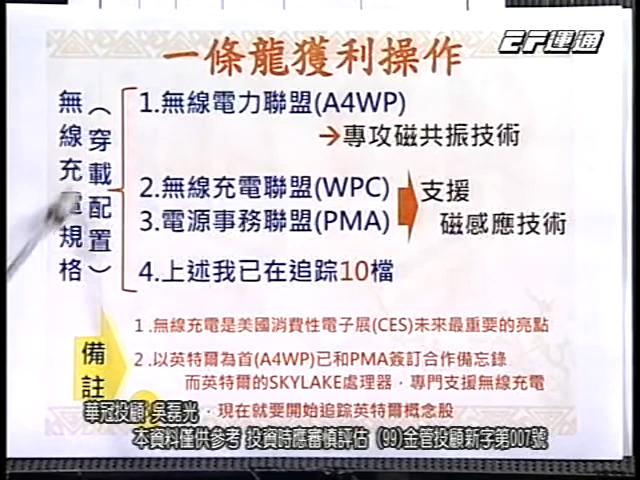 EF運通
一條龍獲利操作
無線充電規格
（穿載配置）
1.無線電力聯盟(A4WP)
→專攻磁共振技術
2.無線充電聯盟(WPC)
3.電源事務聯盟(PMA)
支援
磁感應技術
4.上述我已在追踪10檔
備註
1.無線充電是美國消費性電子展(CES)未來最重要的亮點
2.以英特爾為首(A4WP)已和PMA簽訂合作備忘錄
而英特爾的SKYLAKE處理器，專門支援無線充電
，現在就要開始追踪英特爾概念股
華冠投顧 吳磊光
本資料僅供參考 投資時應審慎評估 (99)金管投顧新字第007號